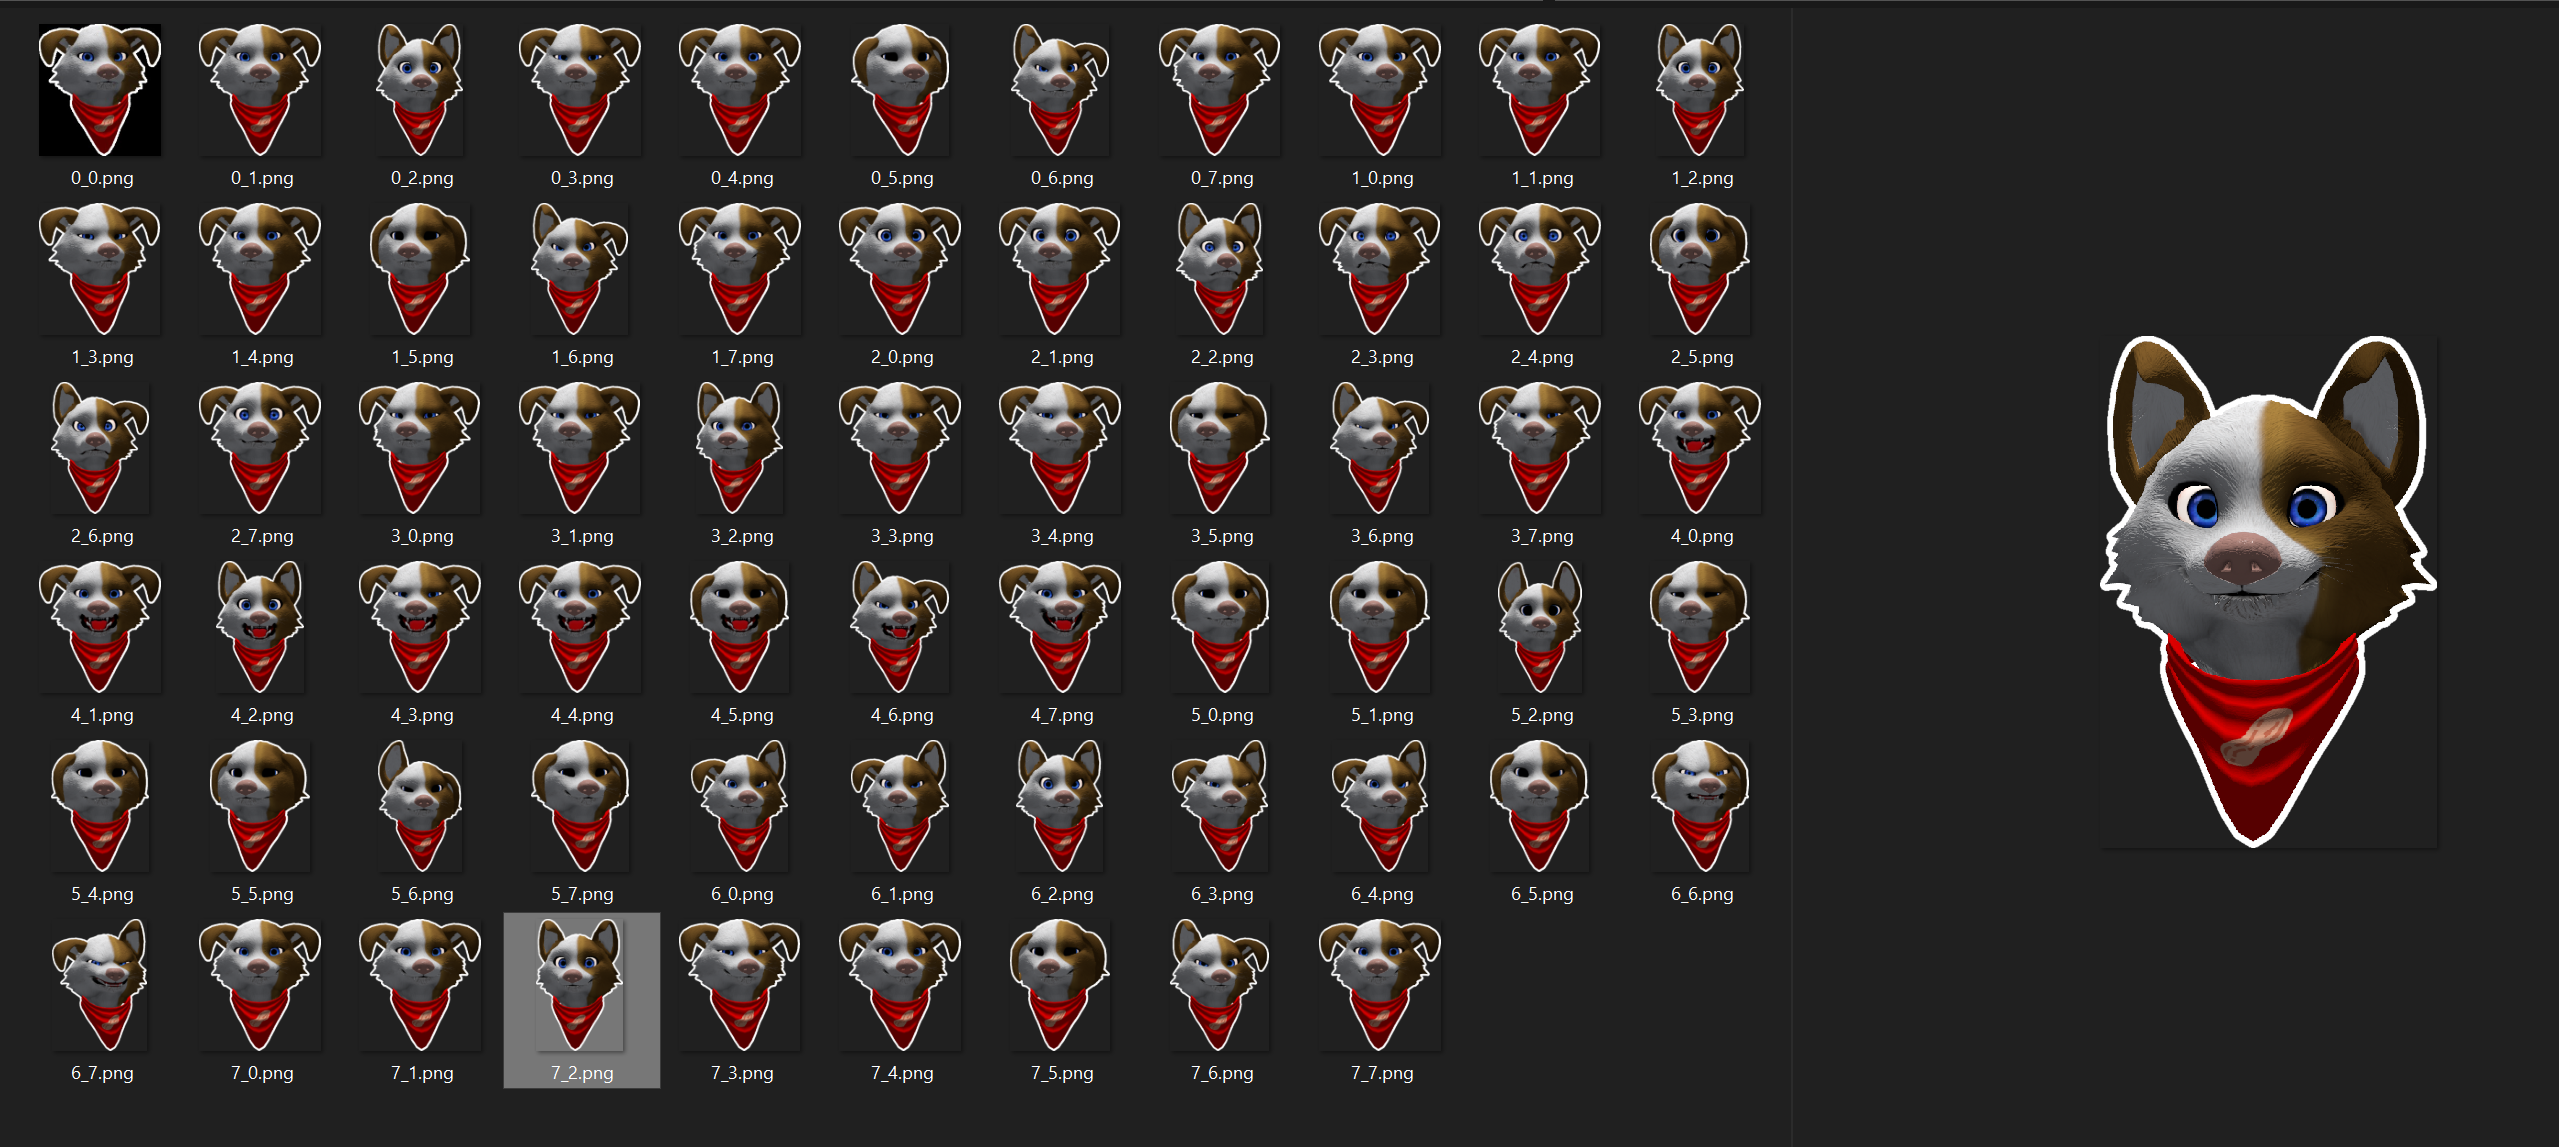 0_0.png 0_1.png 0_2.png 0_3.png 0_4.png 0_5.png 0_6.png 0_7.png 1_0.png 1_1.png 1_2.png
1_3.png 1_4.png 1_5.png 1_6.png 1_7.png 2_0.png 2_1.png 2_2.png 2_3.png 2_4.png 2_5.png
2_6.png 2_7.png 3_0.png 3_1.png 3_2.png 3_3.png 3_4.png 3_5.png 3_6.png 3_7.png 4_0.png
4_1.png 4_2.png 4_3.png 4_4.png 4_5.png 4_6.png 4_7.png 5_0.png 5_1.png 5_2.png 5_3.png
5_4.png 5_5.png 5_6.png 5_7.png 6_0.png 6_1.png 6_2.png 6_3.png 6_4.png 6_5.png 6_6.png
6_7.png 7_0.png 7_1.png 7_2.png 7_3.png 7_4.png 7_5.png 7_6.png 7_7.png